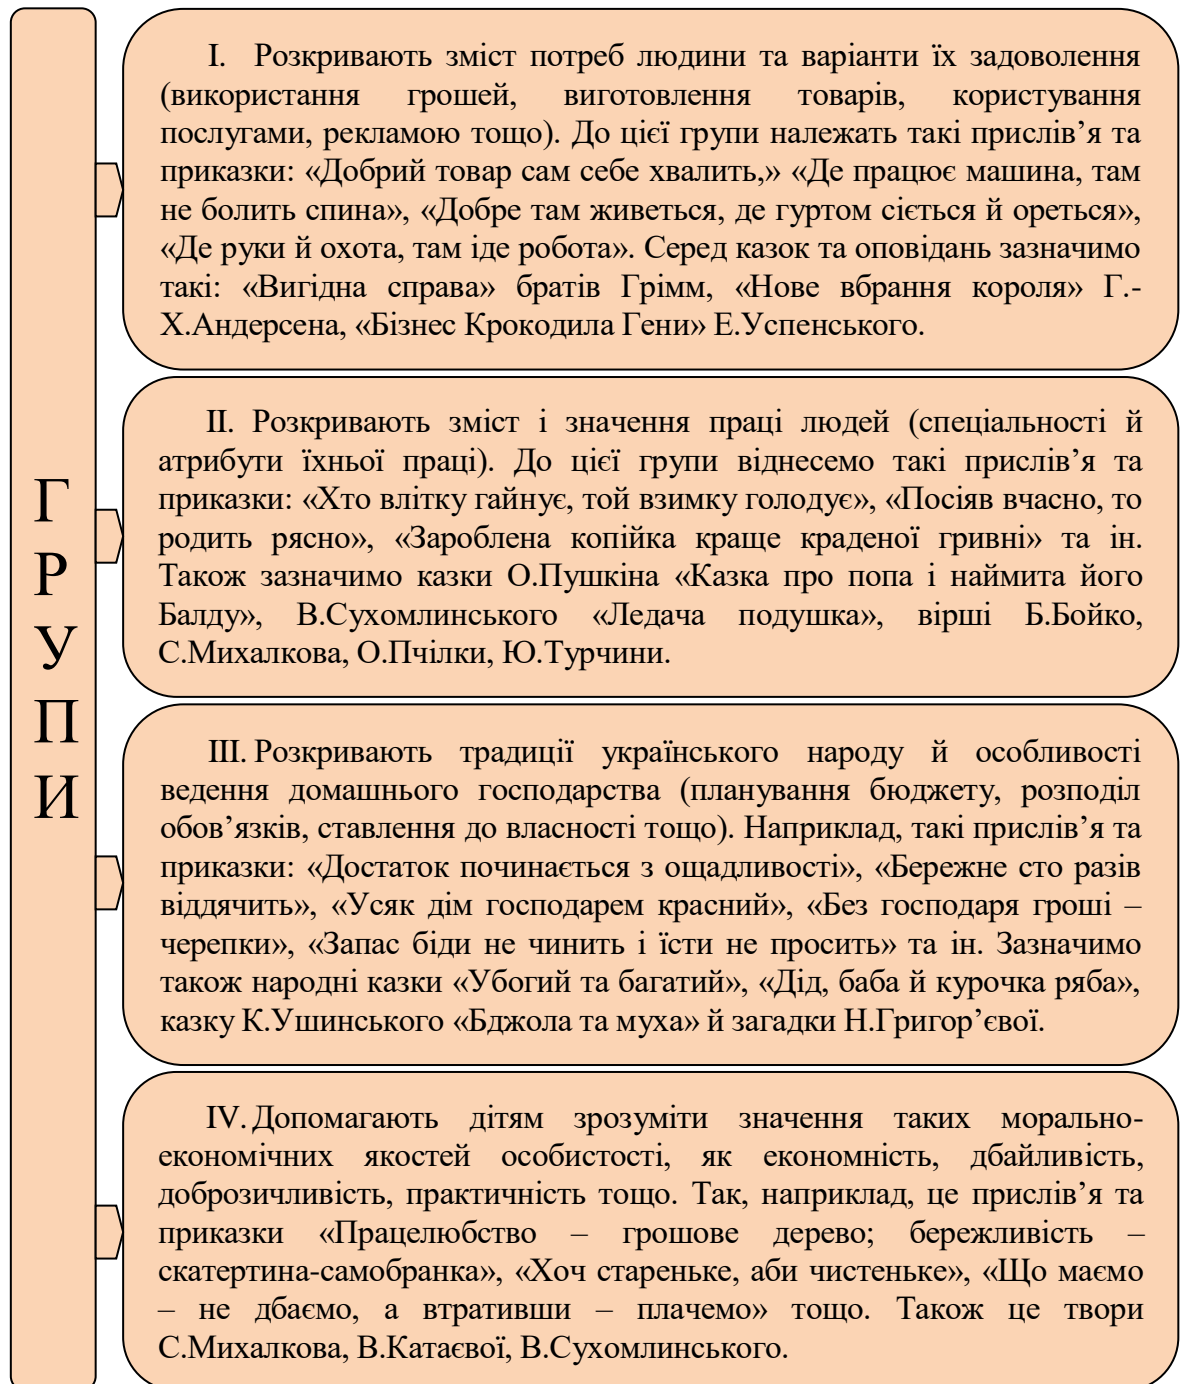 ГРУПИ
I. Розкривають зміст потреб людини та варіанти їх задоволення
(використання грошей, виготовлення товарів, користування
послугами, рекламою тощо). До цієї групи належать такі прислів’я та
приказки: «Добрий товар сам себе хвалить,» «Де працює машина, там
не болить спина», «Добре там живеться, де гуртом сіється й ореться»,
«Де руки й охота, там іде робота». Серед казок та оповідань зазначимо
такі: «Вигідна справа» братів Грімм, «Нове вбрання короля» Г.-
Х.Андерсена, «Бізнес Крокодила Гени» Е.Успенського.
II. Розкривають зміст і значення праці людей (спеціальності й
атрибути їхньої праці). До цієї групи віднесемо такі прислів’я та
приказки: «Хто влітку гайнує, той взимку голодує», «Посіяв вчасно, то
родить рясно», «Зароблена копійка краще краденої гривні» та ін.
Також зазначимо казки О.Пушкіна «Казка про попа і наймита його
Балду», В.Сухомлинського «Ледача подушка», вірші Б.Бойко,
С.Михалкова, О.Пчілки, Ю.Турчини.
III. Розкривають традиції українського народу й особливості
ведення домашнього господарства (планування бюджету, розподіл
обов’язків, ставлення до власності тощо). Наприклад, такі прислів’я та
приказки: «Достаток починається з ощадливості», «Бережне сто разів
віддячить», «Усяк дім господарем красний», «Без господаря гроші –
черепки», «Запас біди не чинить і їсти не просить» та ін. Зазначимо
також народні казки «Убогий та багатий», «Дід, баба й курочка ряба»,
казку К.Ушинського «Бджола та муха» й загадки Н.Григор’євої.
IV. Допомагають дітям зрозуміти значення таких морально-
економічних якостей особистості, як економність, дбайливість,
доброзичливість, практичність тощо. Так, наприклад, це прислів’я та
приказки «Працелюбство – грошове дерево; бережливість –
скатертина-самобранка», «Хоч стареньке, аби чистеньке», «Що маємо
– не дбаємо, а втративши – плачемо» тощо. Також це твори
С.Михалкова, В.Катаєвої, В.Сухомлинського.